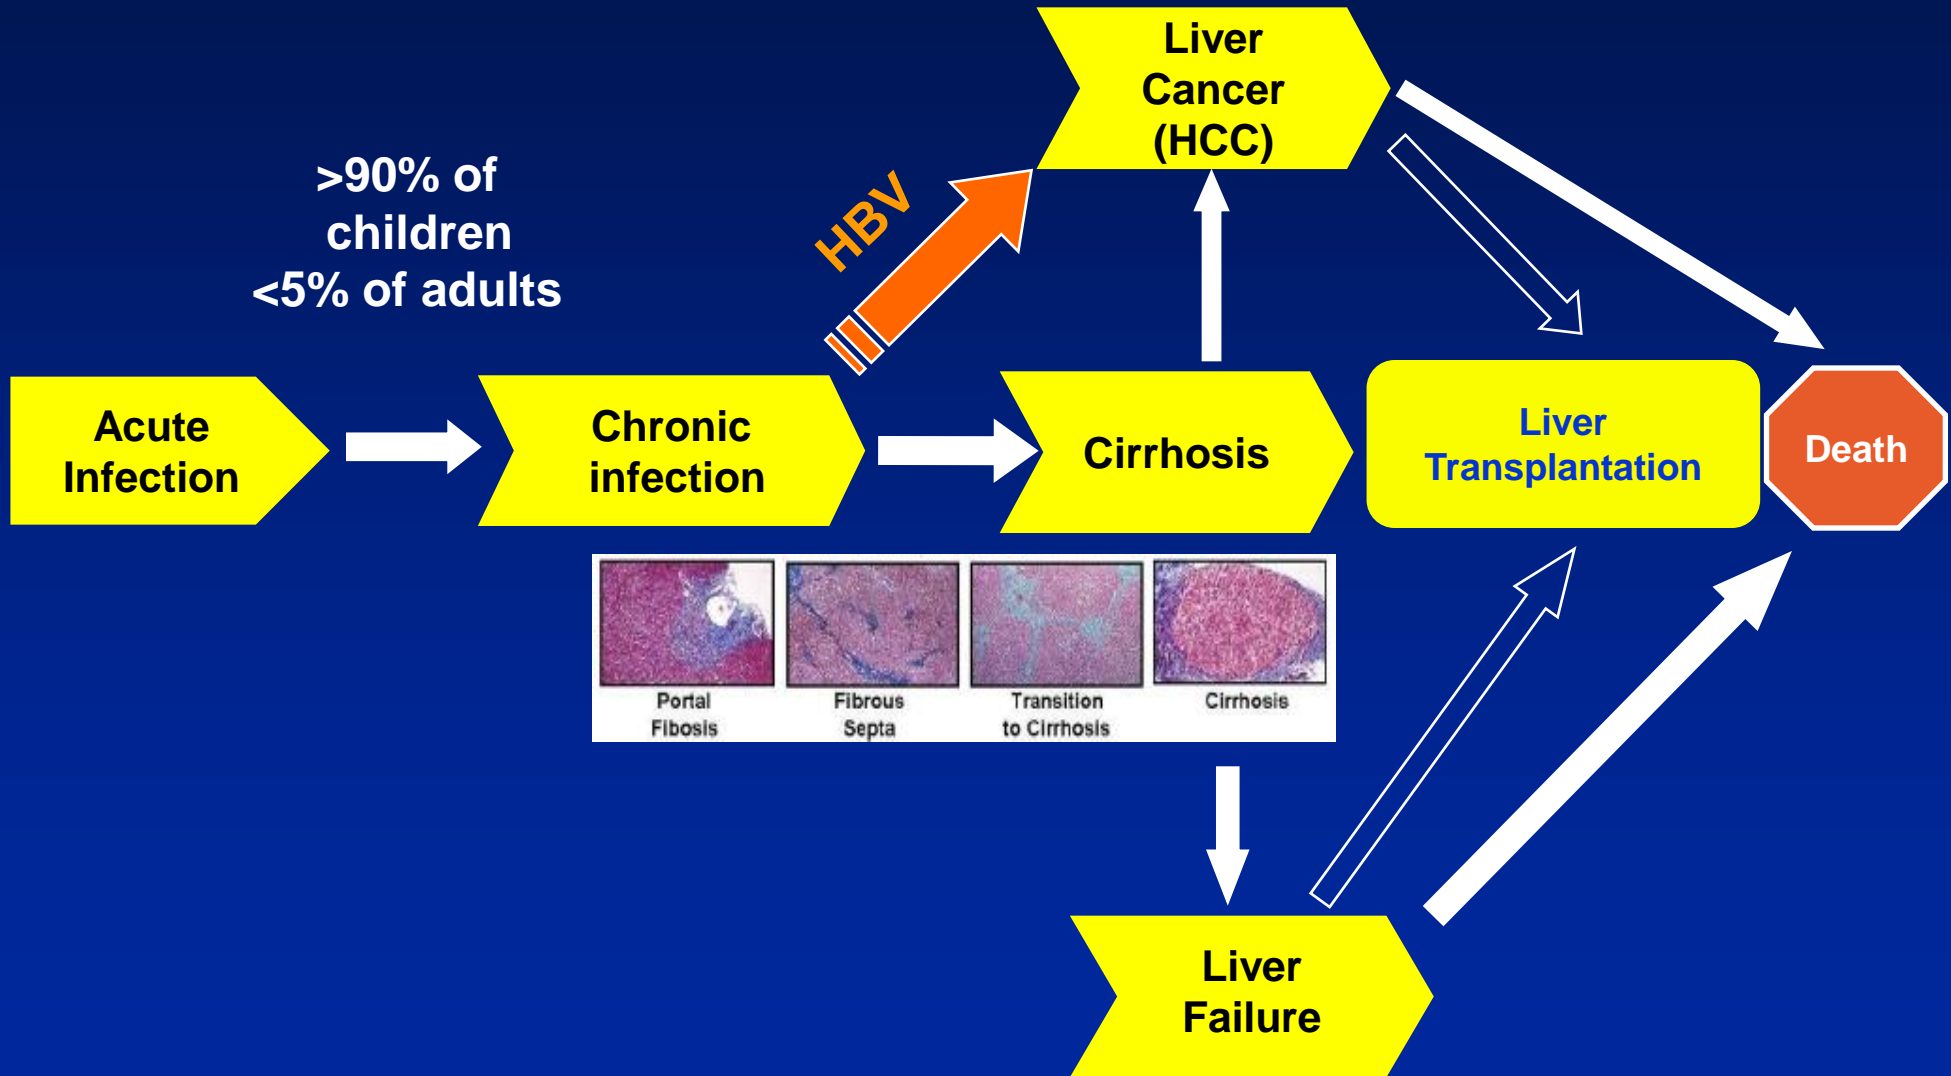 Liver
Cancer
(HCC)
>90% of
children
<5% of adults
HBV
Acute
Infection
Chronic
infection
Cirrhosis
Liver
Transplantation
Death
Portal
Fibosis
Fibrous
Septa
Transition
to Cirrhosis
Cirrhosis
Liver
Failure